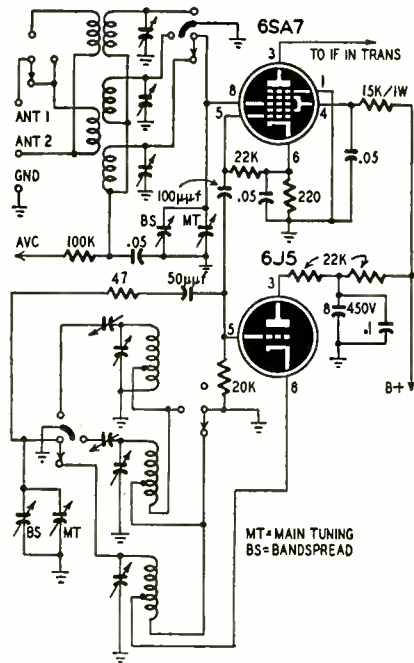 6SA7
3
TO IF IN TRANS
8
5
1
4
15K/1W
ANT 1
ANT 2
GND
100µµf
22K
6
.05
220
.05
BS
MT
AVC
100K
.05
6J5
22K
47
50µµf
3
8
450V
.1
5
20K
8
B+
BS
MT
MT=MAIN TUNING
BS=BANDSPREAD